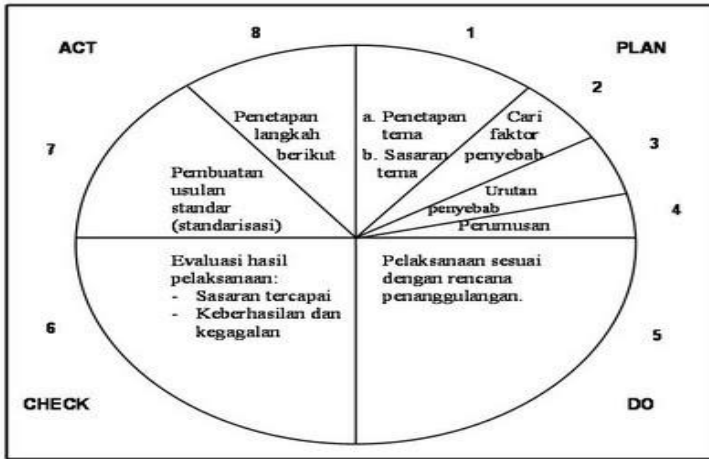 ACT
8
1
PLAN
2
3
4
5
DO
CHECK
6
7
a. Penetapan
tema
b. Sasaran
tema
Cari
faktor
penyebab
Urutan
penyebab
Perumusan
Pelaksanaan sesuai
dengan rencana
penanggulangan.
Evaluasi hasil
pelaksanaan:
- Sasaran tercapai
- Keberhasilan dan
kegagalan
Pembuatan
usulan
standar
(standarisasi)
Penetapan
langkah
berikut